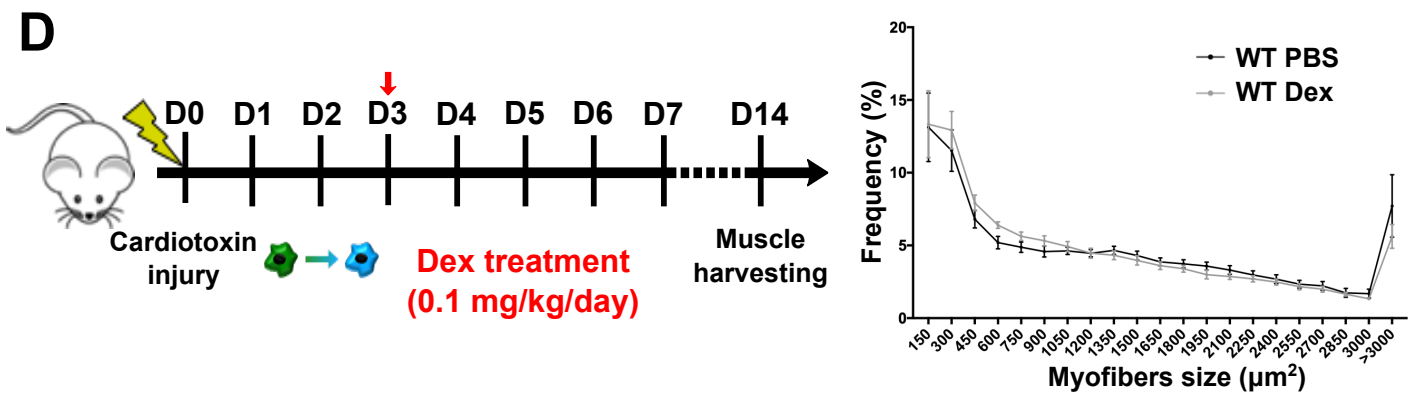 D
D0 D1 D2 D3 D4 D5 D6 D7 D14
Cardiotoxin
injury
Dex treatment
(0.1 mg/kg/day)
Muscle
harvesting
20
15
10
5
0
Frequency (%)
WT PBS
WT Dex
150 300 450 600 750 900 1050 1200 1350 1500 1650 1800 1950 2100 2250 2400 2550 2700 2850 3000 >3000
Myofibers size (µm²)